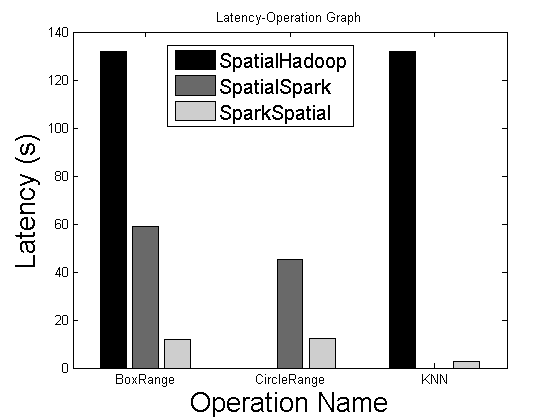 Latency-Operation Graph
140
120
100
80
60
40
20
0
Latency (s)
SpatialHadoop
SpatialSpark
SparkSpatial
BoxRange
CircleRange
KNN
Operation Name